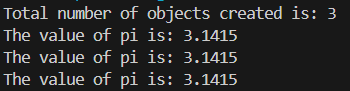 Total number of objects created is: 3
The value of pi is: 3.1415
The value of pi is: 3.1415
The value of pi is: 3.1415